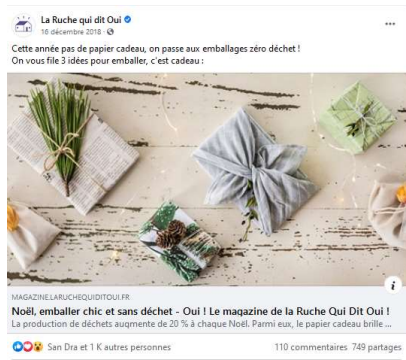 La Ruche qui dit Oui !
16 décembre 2018 ·
Cette année pas de papier cadeau, on passe aux emballages zéro déchet !
On vous file 3 idées pour emballer, c'est cadeau :
i
MAGAZINE.LARUCHEQUIDITOUI.FR
Noël, emballer chic et sans déchet - Oui ! Le magazine de la Ruche Qui Dit Oui !
La production de déchets augmente de 20 % à chaque Noël. Parmi eux, le papier cadeau brille ...
San Dra et 1 K autres personnes
110 commentaires 749 partages